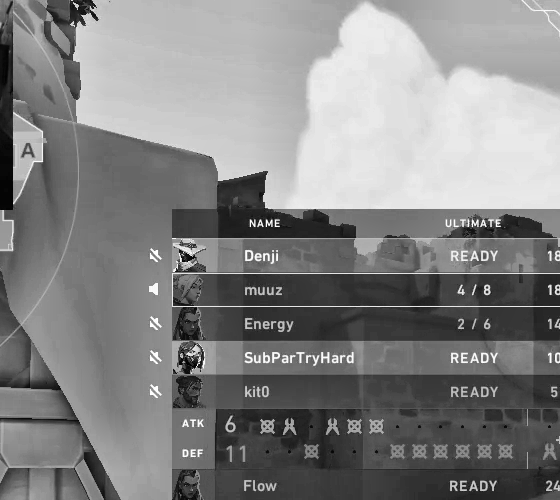 A
NAME ULTIMATE
Denji READY 18
muuz 4 / 8 18
Energy 2 / 6 14
SubParTryHard READY 10
kit0 READY 5
ATK 6
DEF 11
Flow READY 24